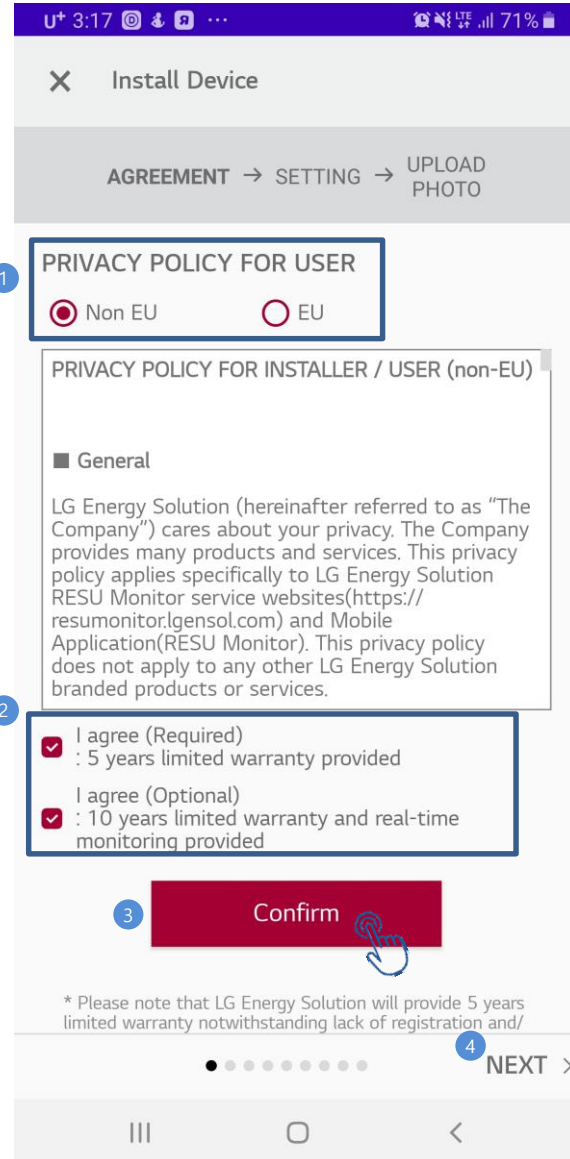 U+ 3:17 ··· LTE 71%
Install Device
AGREEMENT → SETTING → UPLOAD
PHOTO
1
PRIVACY POLICY FOR USER
Non EU EU
PRIVACY POLICY FOR INSTALLER / USER (non-EU)
■ General
LG Energy Solution (hereinafter referred to as "The
Company") cares about your privacy. The Company
provides many products and services. This privacy
policy applies specifically to LG Energy Solution
RESU Monitor service websites(https://
resumonitor.lgensol.com) and Mobile
Application(RESU Monitor). This privacy policy
does not apply to any other LG Energy Solution
branded products or services.
2
I agree (Required)
: 5 years limited warranty provided
I agree (Optional)
: 10 years limited warranty and real-time
monitoring provided
3 Confirm
* Please note that LG Energy Solution will provide 5 years
limited warranty notwithstanding lack of registration and/
4
NEXT >